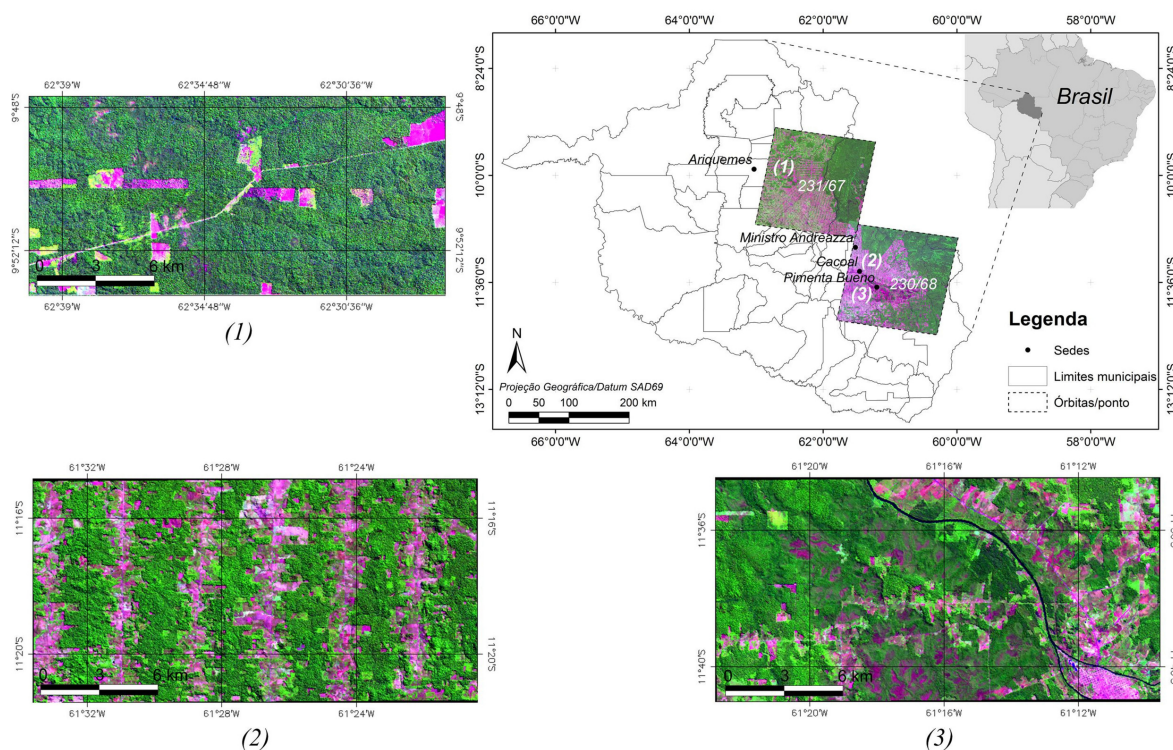 62°39'W 62°34'48"W 62°30'36"W
9°48'S 9°48'S
9°52'12"S 9°52'12"S
0 3 6 km
62°39'W 62°34'48"W 62°30'36"W
(1)
66°0'0"W 64°0'0"W 62°0'0"W 60°0'0"W 58°0'0"W
8°24'0"S 8°24'0"S
Brasil
Ariquemes
(1)
10°0'0"S 10°0'0"S
231/67
Ministro Andreazza
Cacoal (2)
Pimenta Bueno
11°36'0"S 11°36'0"S
(3) 230/68
Legenda
N
Sedes
Projeção Geográfica/Datum SAD69
Limites municipais
13°12'0"S 13°12'0"S
0 50 100 200 km
Órbitas/ponto
66°0'0"W 64°0'0"W 62°0'0"W 60°0'0"W 58°0'0"W
61°32'W 61°28'W 61°24'W
11°16'S 11°16'S
11°20'S 11°20'S
0 3 6 km
61°32'W 61°28'W 61°24'W
(2)
61°20'W 61°16'W 61°12'W
11°36'S
11°40'S
0 3 6 km
61°20'W 61°16'W 61°12'W
(3)